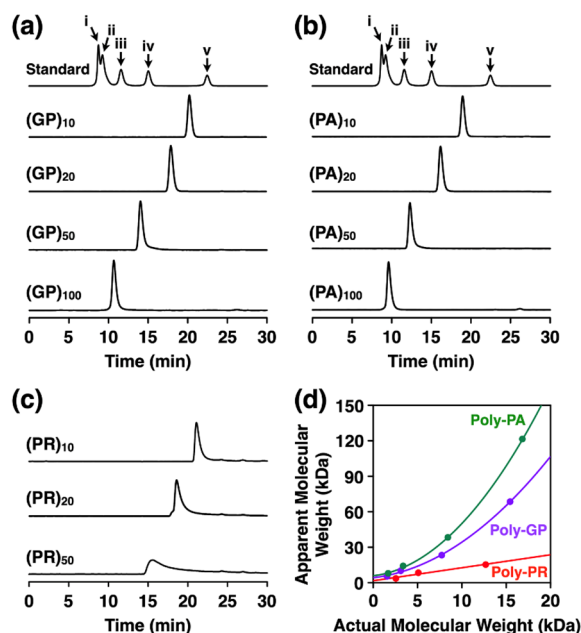 (a)
i
ii
iii
iv
v
Standard
(GP)10
(GP)20
(GP)50
(GP)100
0 5 10 15 20 25 30
Time (min)
(b)
i
ii
iii
iv
v
Standard
(PA)10
(PA)20
(PA)50
(PA)100
0 5 10 15 20 25 30
Time (min)
(c)
(PR)10
(PR)20
(PR)50
0 5 10 15 20 25 30
Time (min)
(d)
150
120
90
60
30
0
Apparent Molecular
Weight (kDa)
Poly-PA
Poly-GP
Poly-PR
0 5 10 15 20
Actual Molecular Weight (kDa)